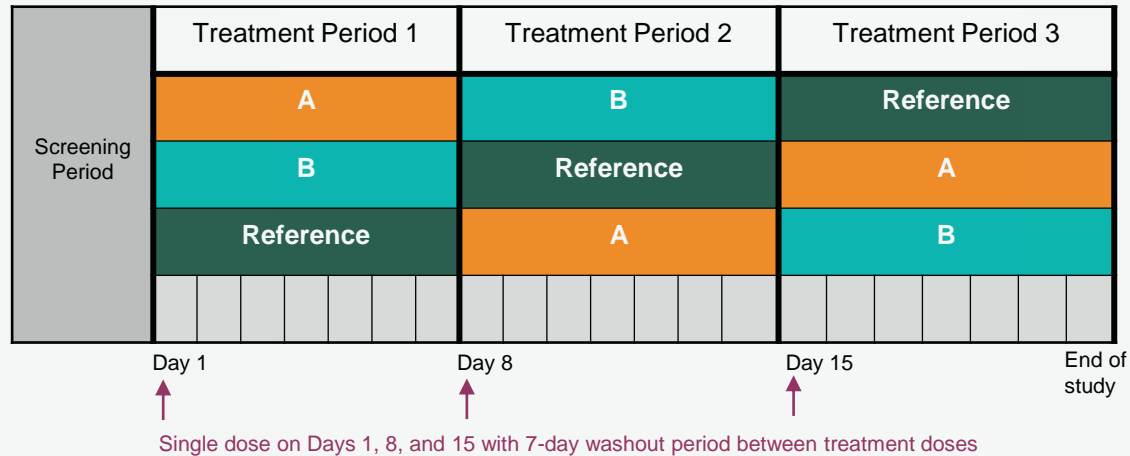 Treatment Period 1
Treatment Period 2
Treatment Period 3
Screening
Period
A
B
Reference
B
Reference
A
Reference
A
B
Day 1
Day 8
Day 15
End of
study
Single dose on Days 1, 8, and 15 with 7-day washout period between treatment doses